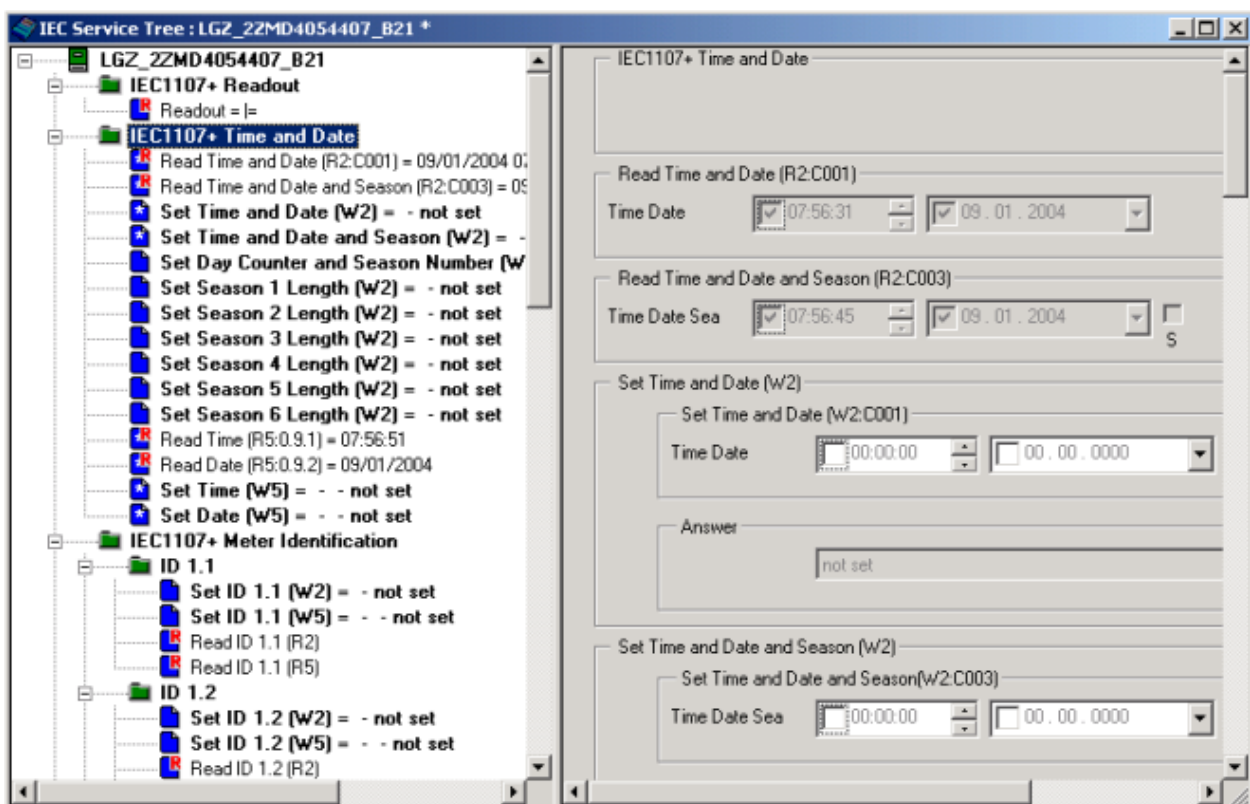 IEC Service Tree : LGZ_2ZMD4054407_B21 *
LGZ_2ZMD4054407_B21
IEC1107+ Readout
Readout = |=
IEC1107+ Time and Date
Read Time and Date (R2:C001) = 09/01/2004 07
Read Time and Date and Season (R2:C003) = 09
Set Time and Date (W2) = - not set
Set Time and Date and Season (W2) = -
Set Day Counter and Season Number (W
Set Season 1 Length (W2) = - not set
Set Season 2 Length (W2) = - not set
Set Season 3 Length (W2) = - not set
Set Season 4 Length (W2) = - not set
Set Season 5 Length (W2) = - not set
Set Season 6 Length (W2) = - not set
Read Time (R5:0.9.1) = 07:56:51
Read Date (R5:0.9.2) = 09/01/2004
Set Time (W5) = - - not set
Set Date (W5) = - - not set
IEC1107+ Meter Identification
ID 1.1
Set ID 1.1 (W2) = - not set
Set ID 1.1 (W5) = - - not set
Read ID 1.1 (R2)
Read ID 1.1 (R5)
ID 1.2
Set ID 1.2 (W2) = - not set
Set ID 1.2 (W5) = - - not set
Read ID 1.2 (R2)
IEC1107+ Time and Date
Read Time and Date (R2:C001)
Time Date 07:56:31 09 . 01 . 2004
Read Time and Date and Season (R2:C003)
Time Date Sea 07:56:45 09 . 01 . 2004
S
Set Time and Date (W2)
Set Time and Date (W2:C001)
Time Date 00:00:00 00 . 00 . 0000
Answer
not set
Set Time and Date and Season (W2)
Set Time and Date and Season(W2:C003)
Time Date Sea 00:00:00 00 . 00 . 0000